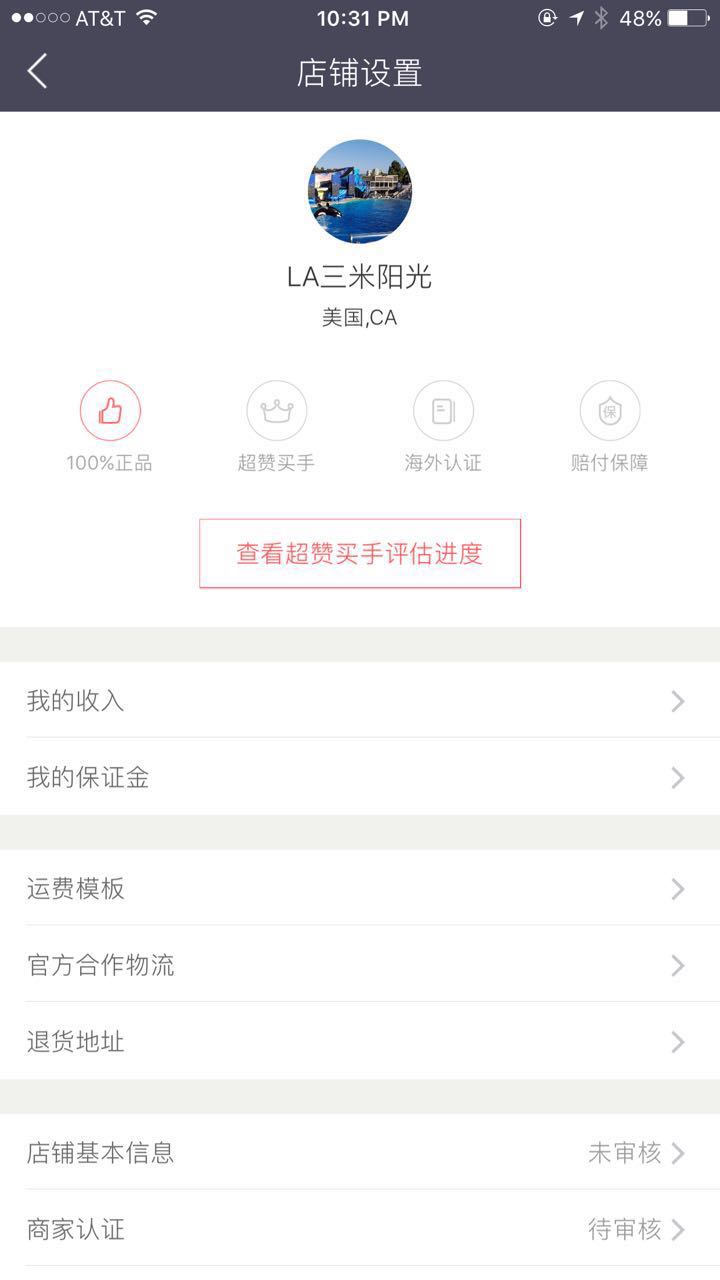 AT&T 10:31 PM 48%
店铺设置
LA三米阳光
美国,CA
保
100%正品 超赞买手 海外认证 赔付保障
查看超赞买手评估进度
我的收入
我的保证金
运费模板
官方合作物流
退货地址
店铺基本信息 未审核
商家认证 待审核